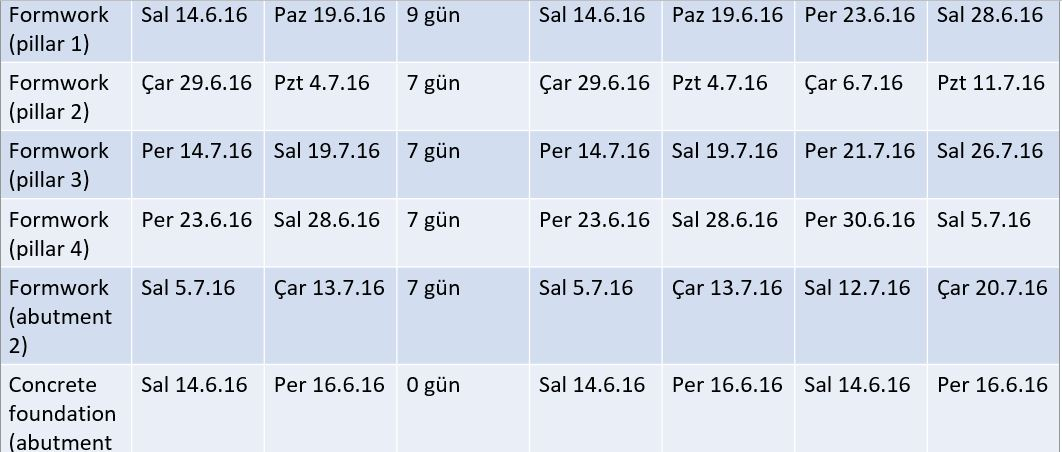 Formwork Sal 14.6.16 Paz 19.6.16 9 gün Sal 14.6.16 Paz 19.6.16 Per 23.6.16 Sal 28.6.16
(pillar 1)
Formwork Çar 29.6.16 Pzt 4.7.16 7 gün Çar 29.6.16 Pzt 4.7.16 Çar 6.7.16 Pzt 11.7.16
(pillar 2)
Formwork Per 14.7.16 Sal 19.7.16 7 gün Per 14.7.16 Sal 19.7.16 Per 21.7.16 Sal 26.7.16
(pillar 3)
Formwork Per 23.6.16 Sal 28.6.16 7 gün Per 23.6.16 Sal 28.6.16 Per 30.6.16 Sal 5.7.16
(pillar 4)
Formwork Sal 5.7.16 Çar 13.7.16 7 gün Sal 5.7.16 Çar 13.7.16 Sal 12.7.16 Çar 20.7.16
(abutment
2)
Concrete Sal 14.6.16 Per 16.6.16 0 gün Sal 14.6.16 Per 16.6.16 Sal 14.6.16 Per 16.6.16
foundation
(abutment